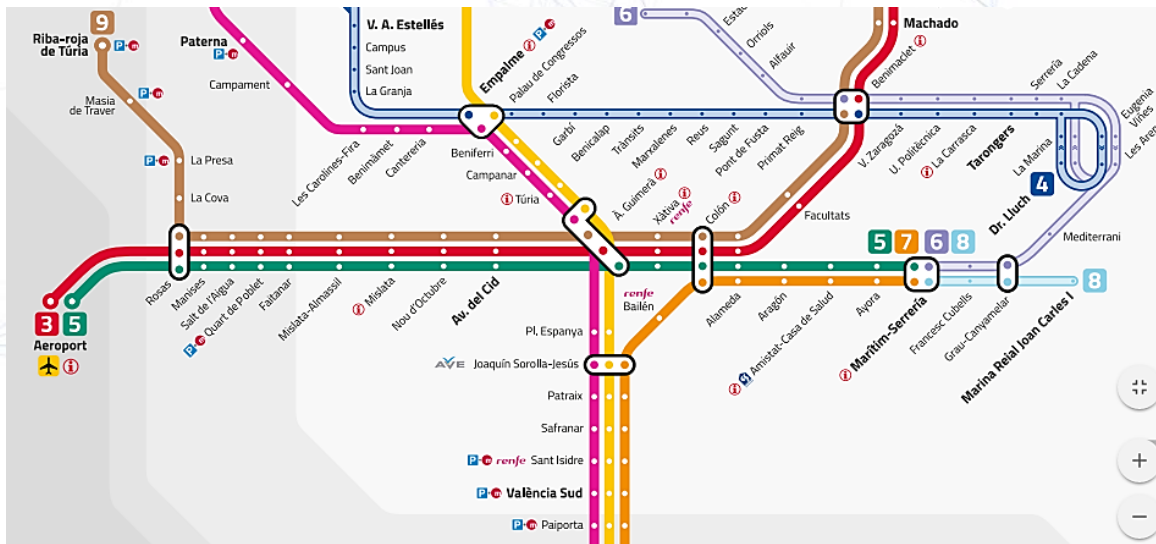 9
Riba-roja
de Túria
P m
Masia
de Traver
P m
P m
La Presa
La Cova
Paterna
P m
Campament
Les Carolines-Fira
Benimàmet
Cantereria
V. A. Estellés
Campus
Sant Joan
La Granja
Empalme
i
P m
Palau de Congressos
Florista
Beniferri
Campanar
i Túria
Garbí
Benicalap
Trànsits
Marxalenes
Reus
Sagunt
Pont de Fusta
Primat Reig
6
Orriols
Alfauir
Machado
Benimaclet
i
V. Zaragozá
U. Politècnica
i La Carrasca
Tarongers
Serrería
La Cadena
Eugenia
Viñes
La Marina
Dr. Lluch
4
Mediterrani
À. Guimerà
i
Xàtiva
i
renfe
Colón
i
Facultats
Rosas
Manises
Salt de l'Aigua
P m Quart de Poblet
Faitanar
Mislata-Almassil
i Mislata
Nou d'Octubre
Av. del Cid
3
5
Aeroport
i
renfe
Bailén
Alameda
Aragón
i Amistat-Casa de Salud
Ayora
5
7
6
8
i Marítim-Serrería
Francesc Cubells
Grau-Canyamelar
Marina Reial Joan Carles I
8
Pl. Espanya
AVE Joaquín Sorolla-Jesús
Patraix
Safranar
P m renfe Sant Isidre
P m València Sud
P m Paiporta
+
−